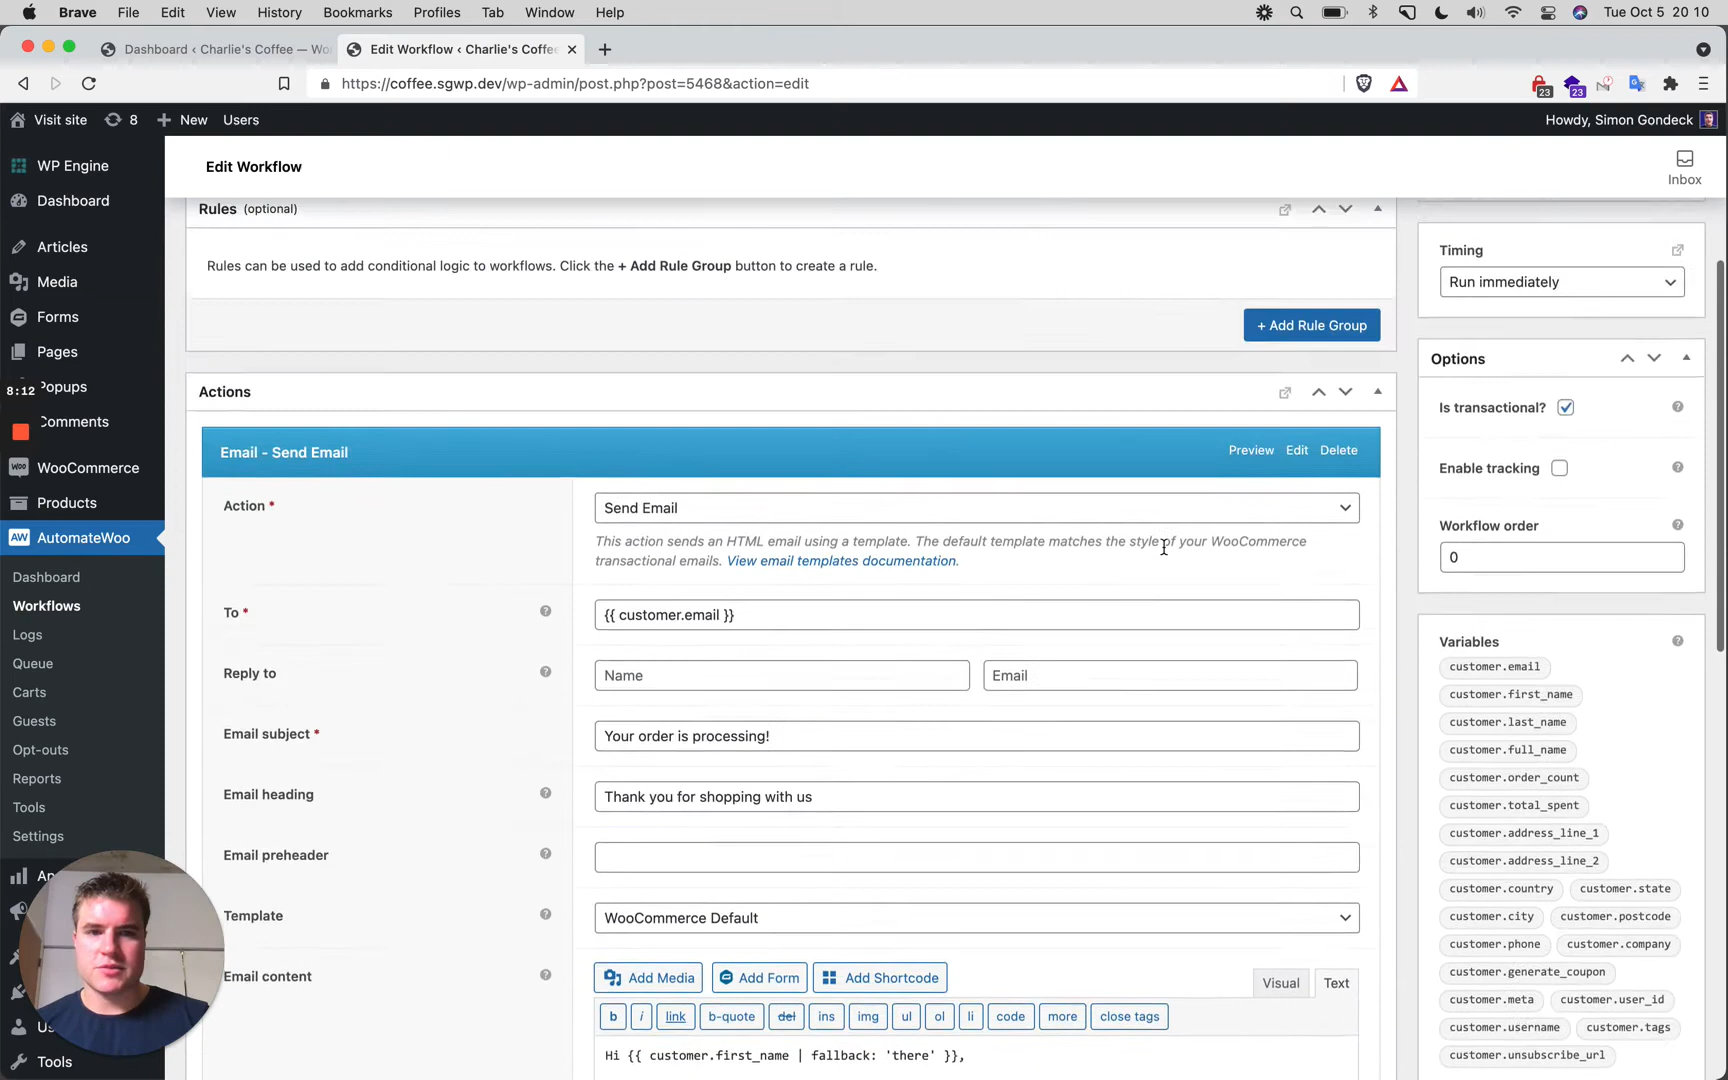 Brave File Edit View History Bookmarks Profiles Tab Window Help Tue Oct 5 20 10
Dashboard ‹ Charlie's Coffee — Wo
Edit Workflow ‹ Charlie's Coffe
https://coffee.sgwp.dev/wp-admin/post.php?post=5468&action=edit
23
23
Visit site 8 New Users
Howdy, Simon Gondeck
WP Engine
Dashboard
Articles
Media
Forms
Pages
Popups
8:12
Comments
WooCommerce
Products
AutomateWoo
Dashboard
Workflows
Logs
Queue
Carts
Guests
Opt-outs
Reports
Tools
Settings
Tools
Edit Workflow
Inbox
Rules (optional)
Rules can be used to add conditional logic to workflows. Click the + Add Rule Group button to create a rule.
+ Add Rule Group
Actions
Email - Send Email
Preview Edit Delete
Action *
Send Email
This action sends an HTML email using a template. The default template matches the style of your WooCommerce
transactional emails. View email templates documentation.
To *
{{ customer.email }}
Reply to
Name
Email
Email subject *
Your order is processing!
Email heading
Thank you for shopping with us
Email preheader
Template
WooCommerce Default
Email content
Add Media
Add Form
Add Shortcode
Visual
Text
b i link b-quote del ins img ul ol li code more close tags
Hi {{ customer.first_name | fallback: 'there' }},
Timing
Run immediately
Options
Is transactional?
Enable tracking
Workflow order
0
Variables
customer.email
customer.first_name
customer.last_name
customer.full_name
customer.order_count
customer.total_spent
customer.address_line_1
customer.address_line_2
customer.country customer.state
customer.city customer.postcode
customer.phone customer.company
customer.generate_coupon
customer.meta customer.user_id
customer.username customer.tags
customer.unsubscribe_url